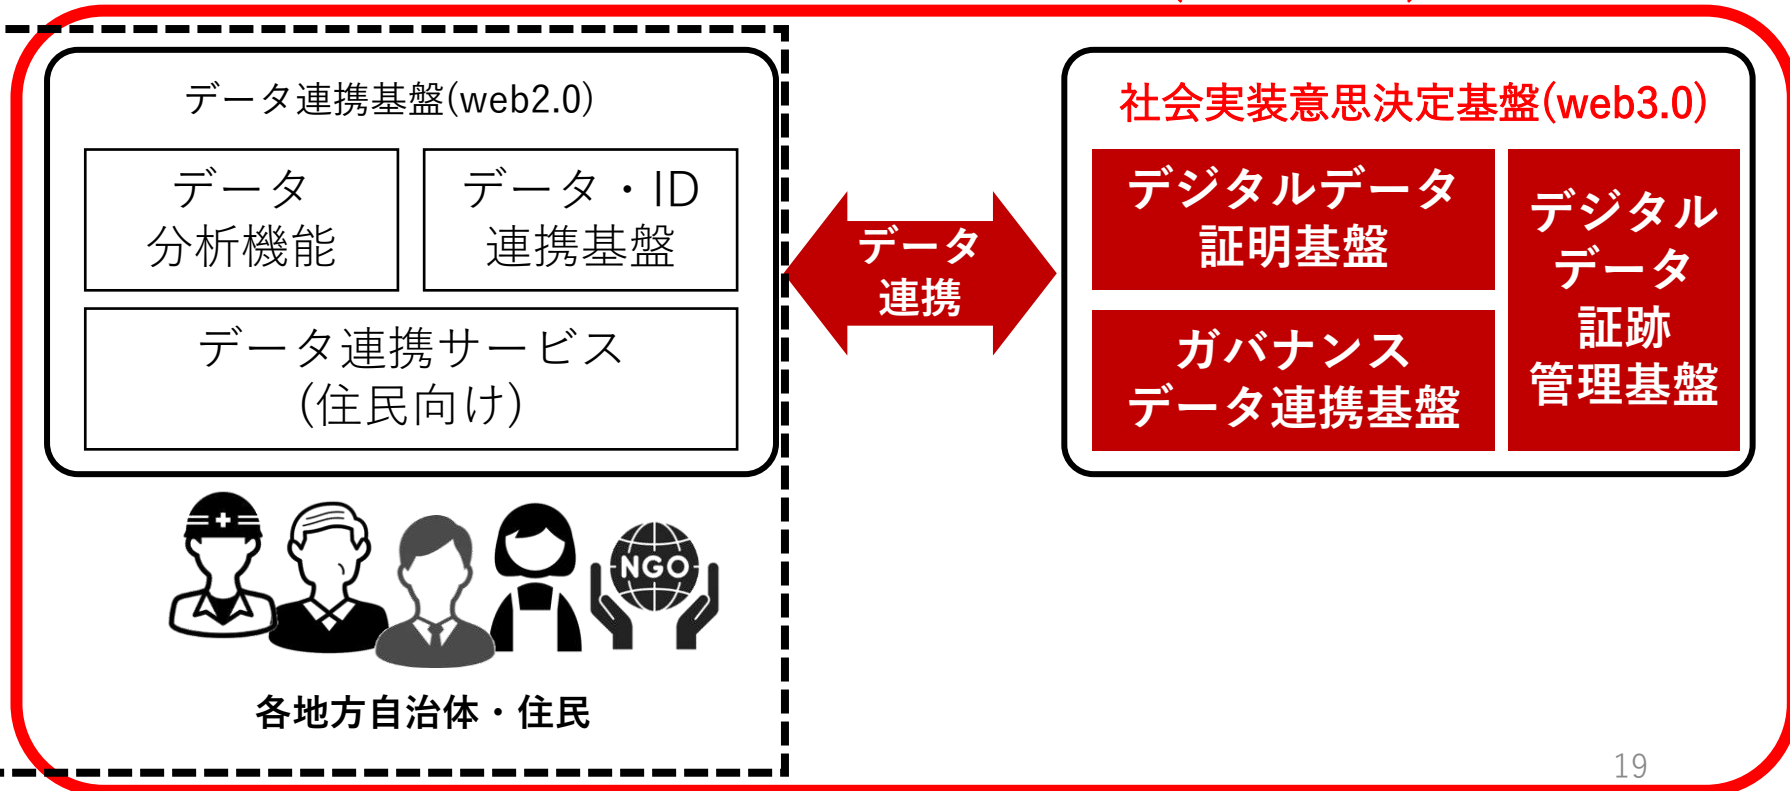 データ連携基盤(web2.0)
データ
分析機能
データ・ID
連携基盤
データ連携サービス
(住民向け)
各地方自治体・住民
NGO
データ
連携
社会実装意思決定基盤(web3.0)
デジタルデータ
証明基盤
ガバナンス
データ連携基盤
デジタル
データ
証跡
管理基盤
19